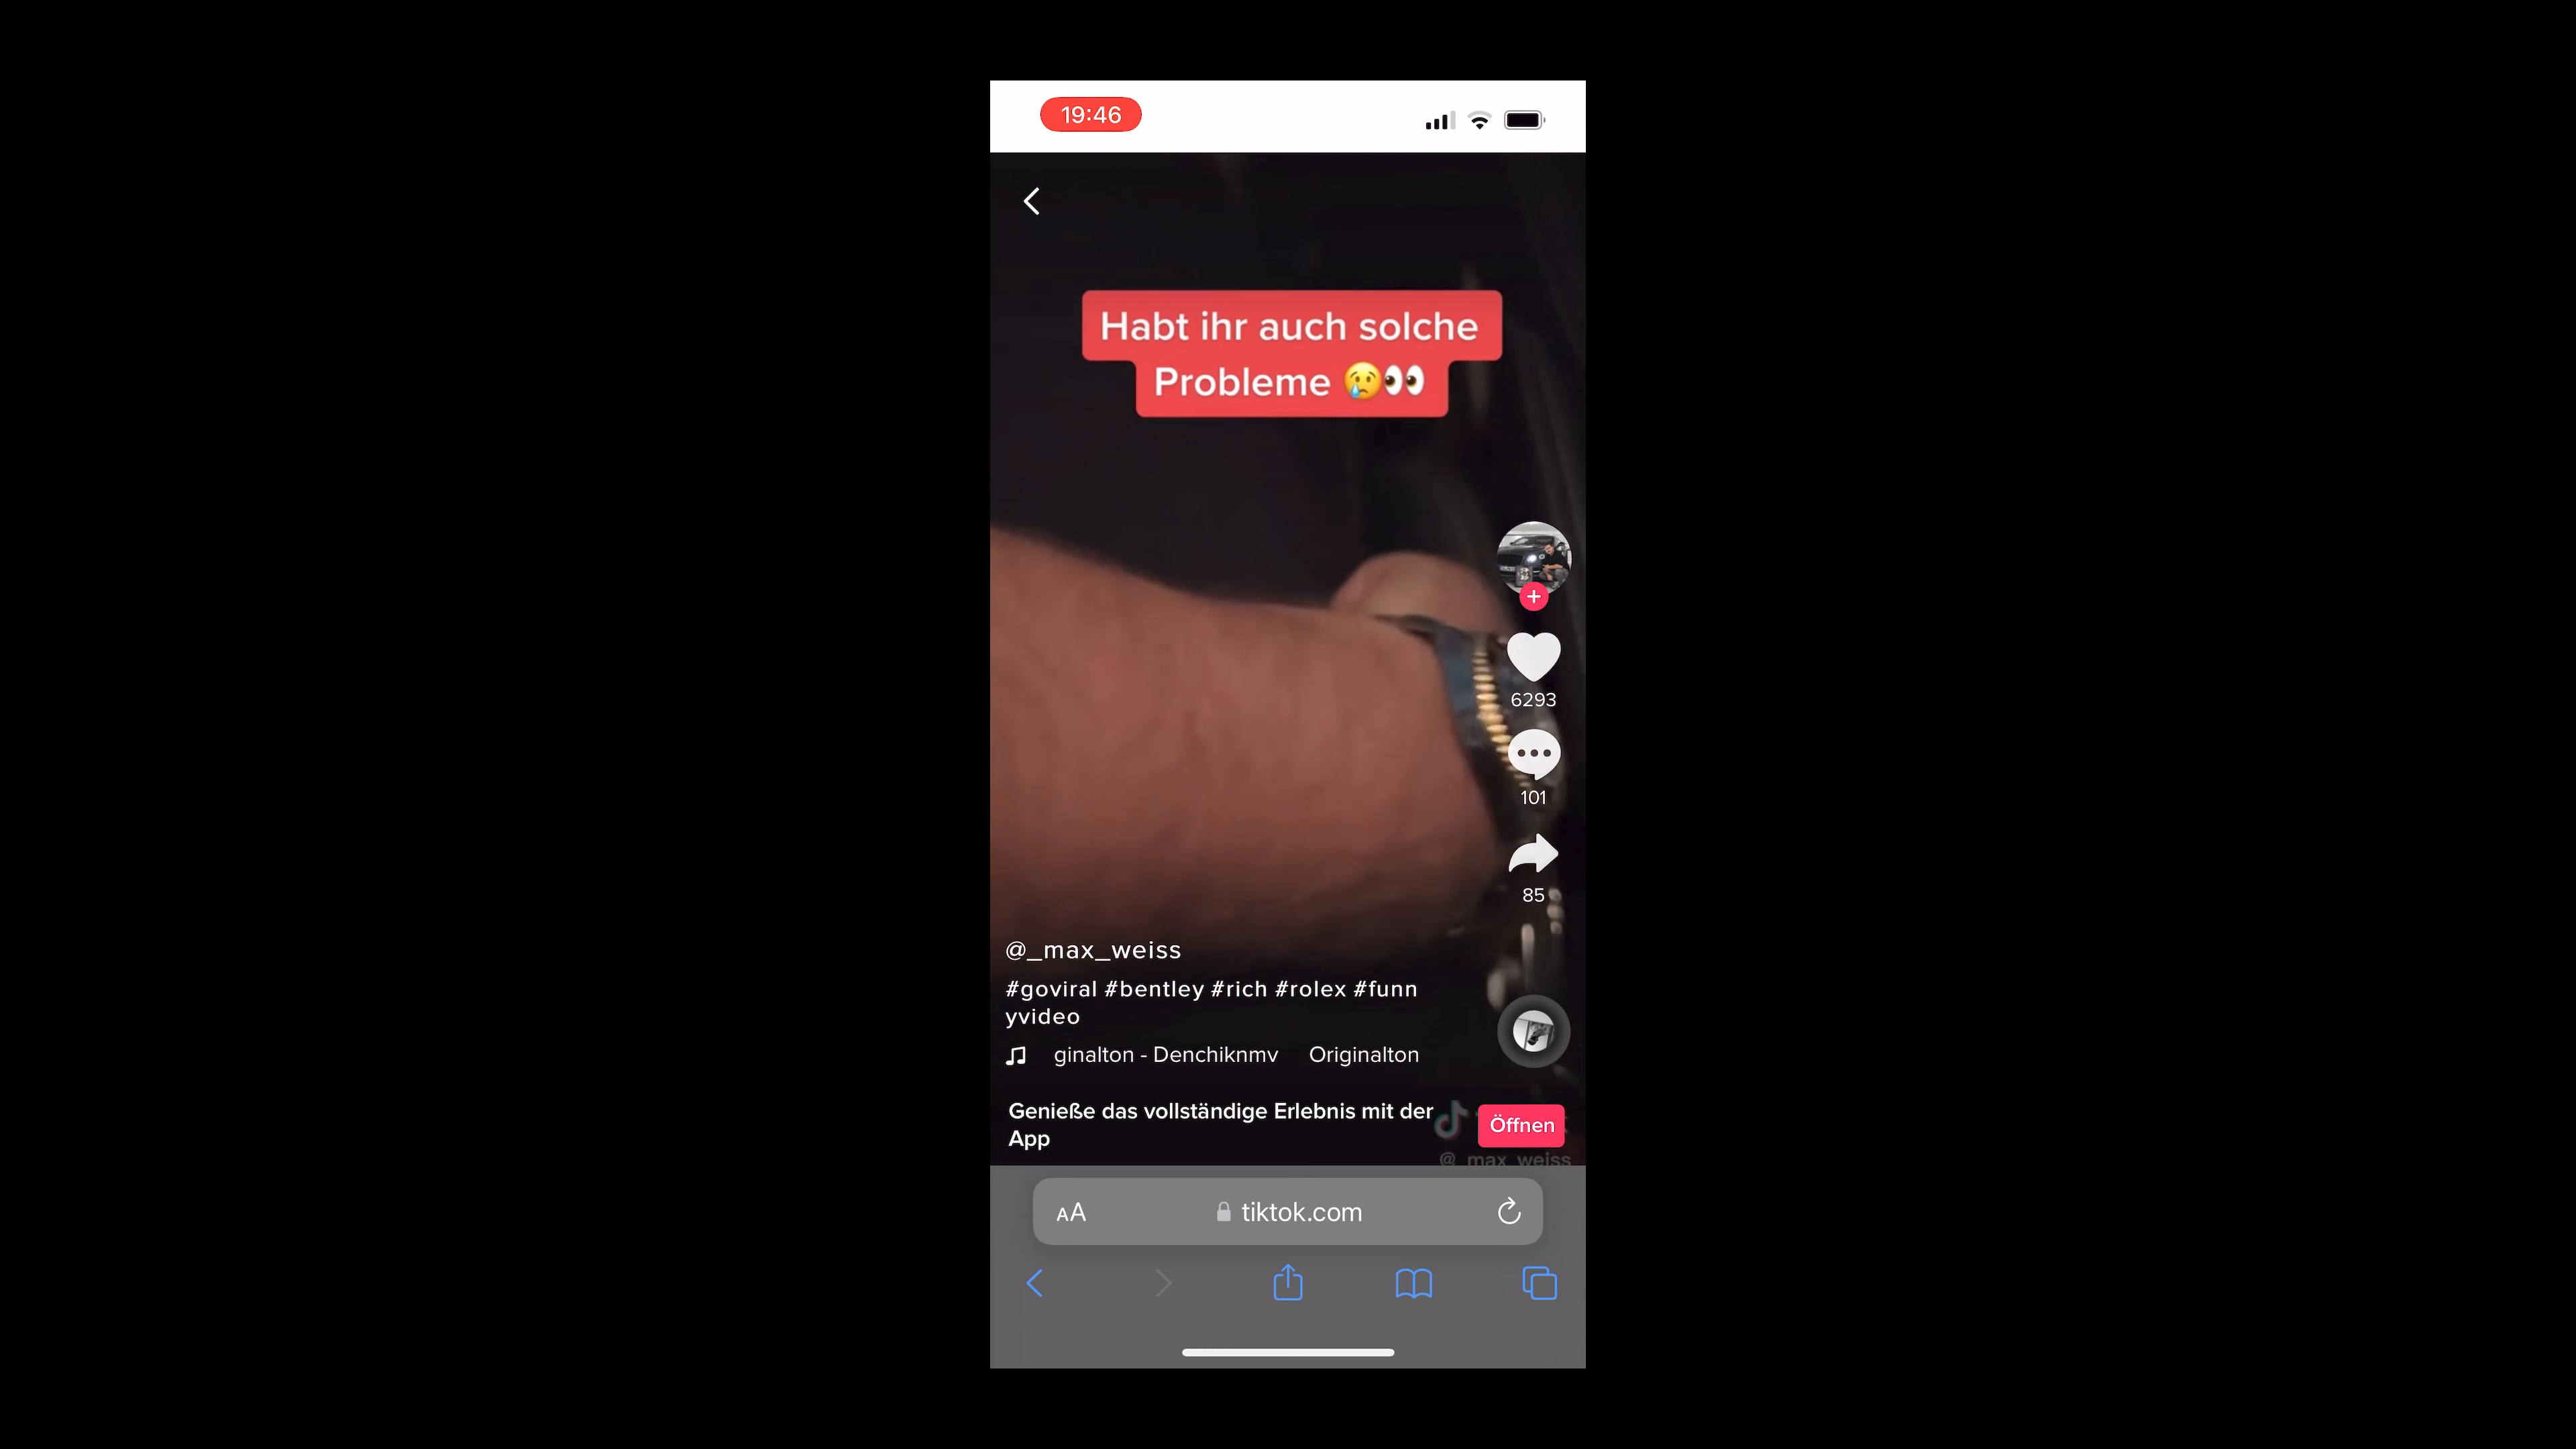 19:46
Habt ihr auch solche
Probleme 😢👀
6293
101
85
@_max_weiss
#goviral #bentley #rich #rolex #funn
yvideo
ginalton - Denchiknmv Originalton
Genieße das vollständige Erlebnis mit der
App
Öffnen
@_max_weiss
AA tiktok.com